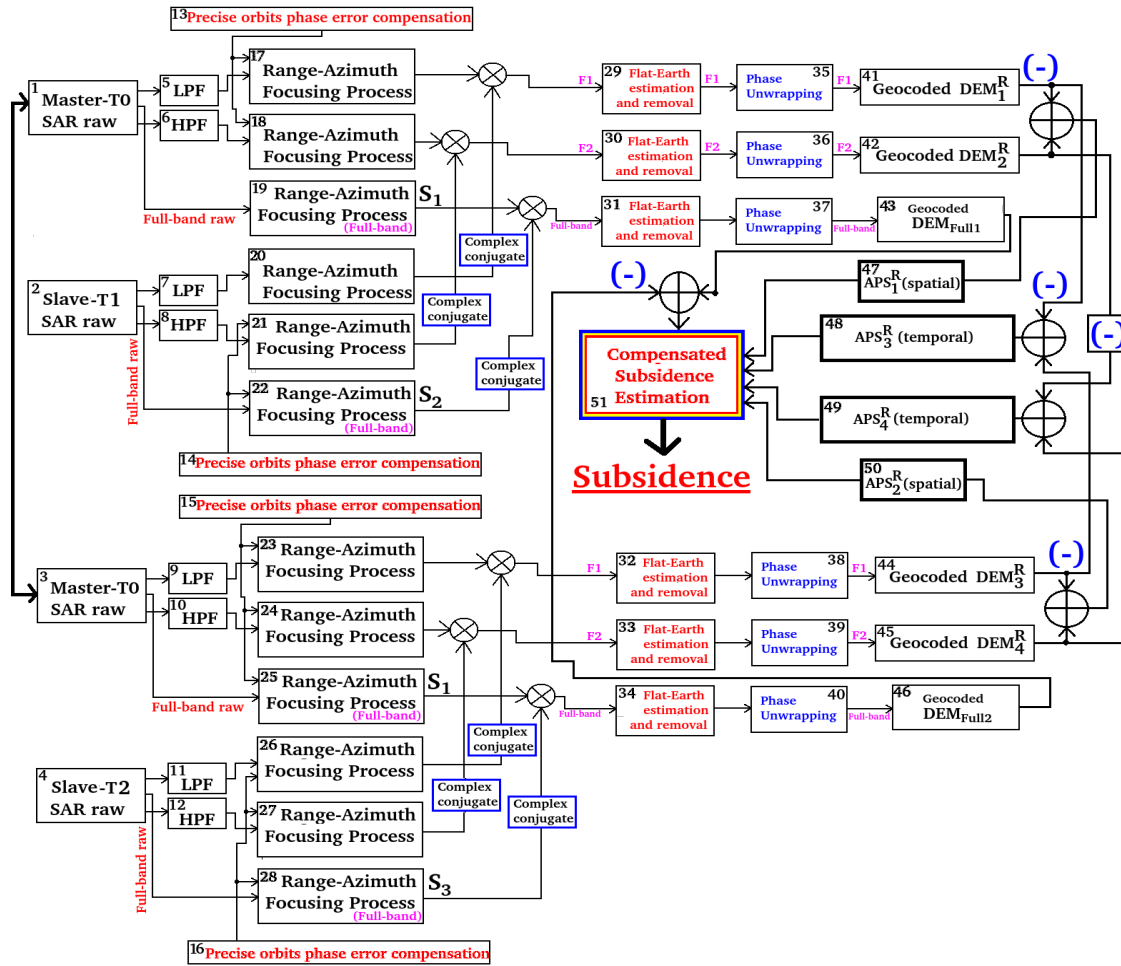 13 Precise orbits phase error compensation
1 Master-T0
SAR raw
5 LPF
6 HPF
17 Range-Azimuth
Focusing Process
18 Range-Azimuth
Focusing Process
19 Range-Azimuth
Focusing Process
(Full-band)
Full-band raw
S1
29 Flat-Earth
estimation
and removal
F1
F1
35 Phase
Unwrapping
F1
41 Geocoded DEM1R
(-)
30 Flat-Earth
estimation
and removal
F2
F2
36 Phase
Unwrapping
F2
42 Geocoded DEM2R
31 Flat-Earth
estimation
and removal
Full-band
37 Phase
Unwrapping
Full-band
43 Geocoded
DEMFull1
Complex
conjugate
Complex
conjugate
Complex
conjugate
2 Slave-T1
SAR raw
7 LPF
8 HPF
Full-band raw
20 Range-Azimuth
Focusing Process
21 Range-Azimuth
Focusing Process
22 Range-Azimuth
Focusing Process
(Full-band)
S2
14 Precise orbits phase error compensation
(-)
47 APS1R(spatial)
(-)
48 APS3R (temporal)
(-)
49 APS4R(temporal)
50 APS2R(spatial)
Compensated
Subsidence
51 Estimation
Subsidence
15 Precise orbits phase error compensation
3 Master-T0
SAR raw
9 LPF
10 HPF
23 Range-Azimuth
Focusing Process
24 Range-Azimuth
Focusing Process
25 Range-Azimuth
Focusing Process
(Full-band)
Full-band raw
S1
F1
32 Flat-Earth
estimation
and removal
38 Phase
Unwrapping
F1
44 Geocoded DEM3R
(-)
F2
33 Flat-Earth
estimation
and removal
39 Phase
Unwrapping
F2
45 Geocoded DEM4R
Full-band
34 Flat-Earth
estimation
and removal
40 Phase
Unwrapping
Full-band
46 Geocoded
DEMFull2
Complex
conjugate
Complex
conjugate
Complex
conjugate
4 Slave-T2
SAR raw
11 LPF
12 HPF
Full-band raw
26 Range-Azimuth
Focusing Process
27 Range-Azimuth
Focusing Process
28 Range-Azimuth
Focusing Process
(Full-band)
S3
16 Precise orbits phase error compensation